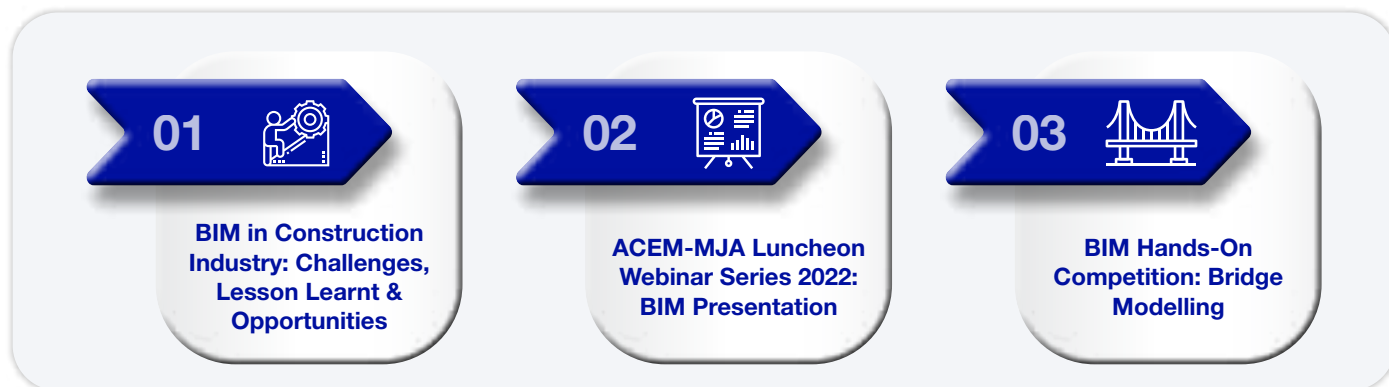 01
BIM in Construction
Industry: Challenges,
Lesson Learnt &
Opportunities
02
ACEM-MJA Luncheon
Webinar Series 2022:
BIM Presentation
03
BIM Hands-On
Competition: Bridge
Modelling